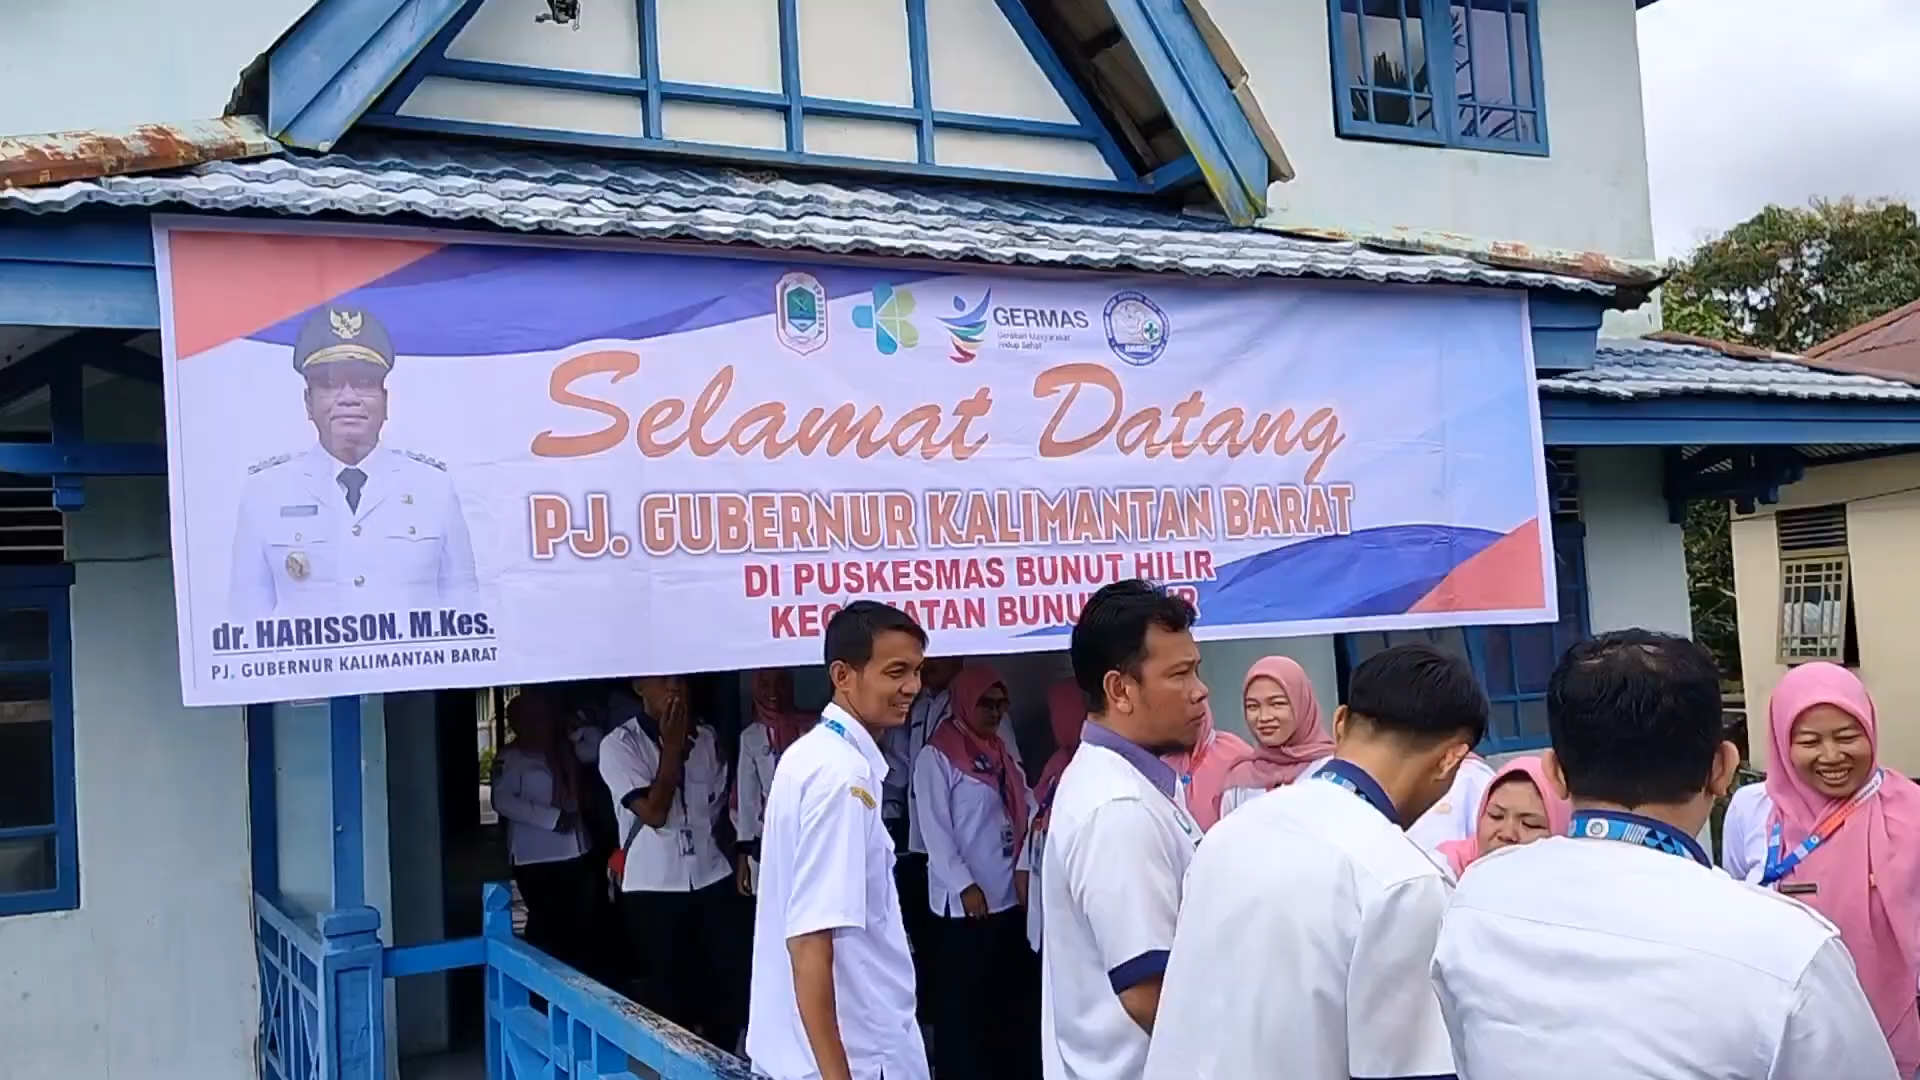 GERMAS
Gerakan Masyarakat
Hidup Sehat
Selamat Datang
PJ. GUBERNUR KALIMANTAN BARAT
DI PUSKESMAS BUNUT HILIR
BUNUT
dr. HARISSON. M.Kes.
PJ. GUBERNUR KALIMANTAN BARAT